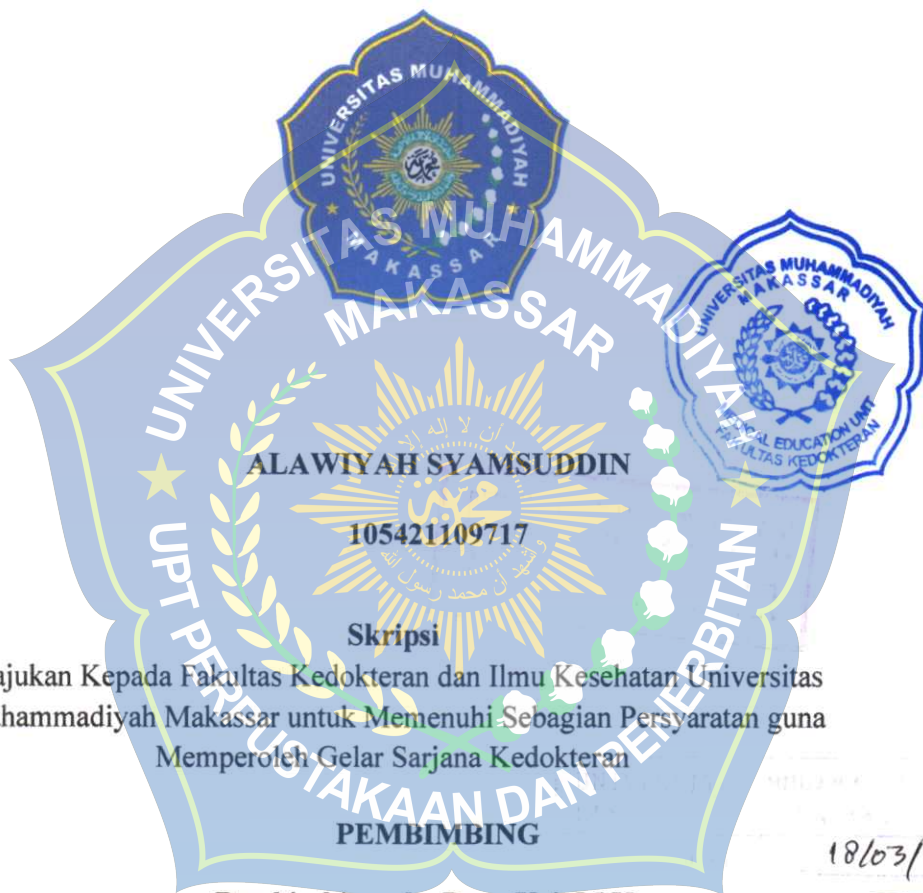 UNIVERSITAS MUHAMMADIYAH
MAKASSAR
UNIVERSITAS MUHAMMADIYAH
MAKASSAR
UPT PERPUSTAKAAN DAN PENERBITAN
UNIVERSITAS MUHAMMADIYAH
MAKASSAR
MEDICAL EDUCATION UNIT
FAKULTAS KEDOKTERAN
ALAWIYAH SYAMSUDDIN
105421109717
Skripsi
ajukan Kepada Fakultas Kedokteran dan Ilmu Kesehatan Universitas
uhammadiyah Makassar untuk Memenuhi Sebagian Persyaratan guna
Memperoleh Gelar Sarjana Kedokteran
PEMBIMBING
18/03/